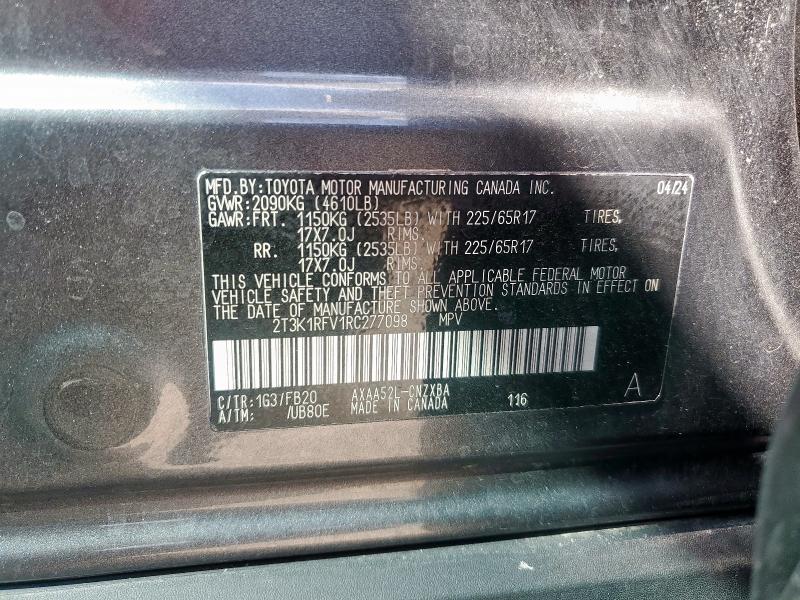 MFD.BY:TOYOTA MOTOR MANUFACTURING CANADA INC. 04/24
GVWR:2090KG (4610LB)
GAWR:FRT. 1150KG (2535LB) WITH 225/65R17 TIRES,
17X7.0J RIMS,
RR. 1150KG (2535LB) WITH 225/65R17 TIRES,
17X7.0J RIMS,
THIS VEHICLE CONFORMS TO ALL APPLICABLE FEDERAL MOTOR
VEHICLE SAFETY AND THEFT PREVENTION STANDARDS IN EFFECT ON
THE DATE OF MANUFACTURE SHOWN ABOVE.
2T3K1RFV1RC277098 MPV
C/TR:1G3/FB20 AXAA52L-CNZXBA 116 A
A/TM: /UB80E MADE IN CANADA